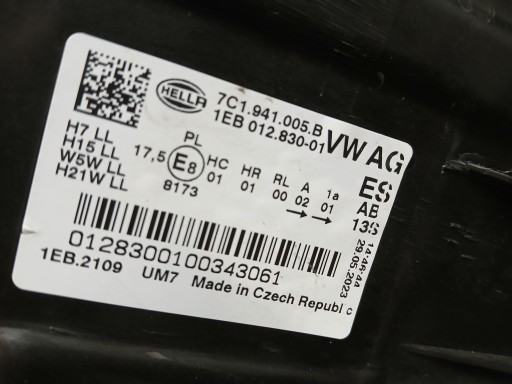 HELLA
7C1.941.005.B
1EB 012.830-01
VW AG
H7 LL
H15 LL
W5W LL
H21W LL
17,5
PL
E8
8173
HC
01
HR
01
RL
00
A
02
1a
01
ES
AB
13S
14:46:44
29.05.2023
0128300100343061
1EB.2109 UM7 Made in Czech Republic